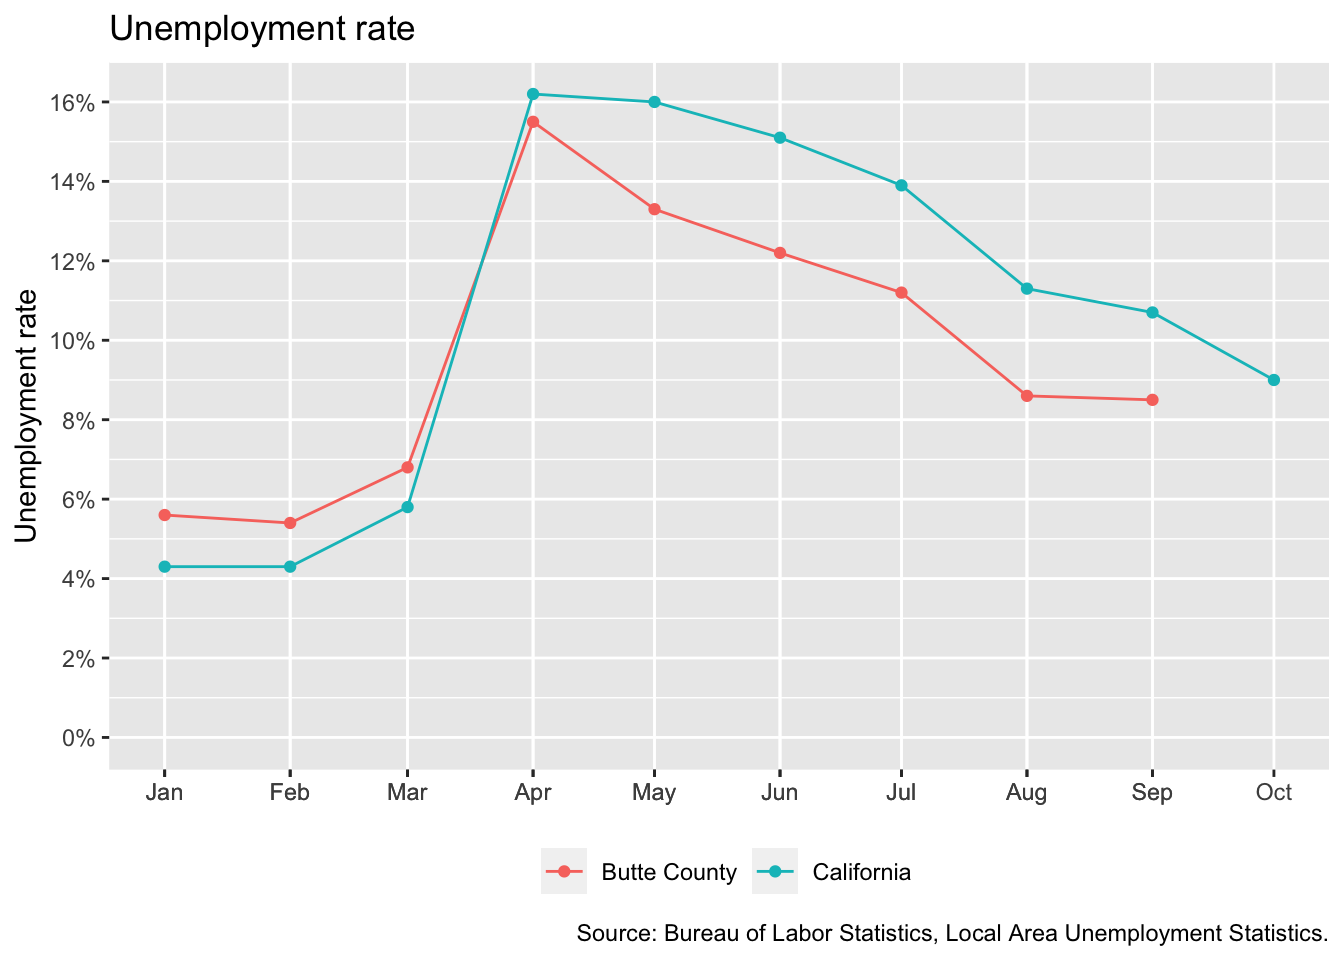 Unemployment rate
Unemployment rate
16%
14%
12%
10%
8%
6%
4%
2%
0%
Jan Feb Mar Apr May Jun Jul Aug Sep Oct
Butte County California
Source: Bureau of Labor Statistics, Local Area Unemployment Statistics.